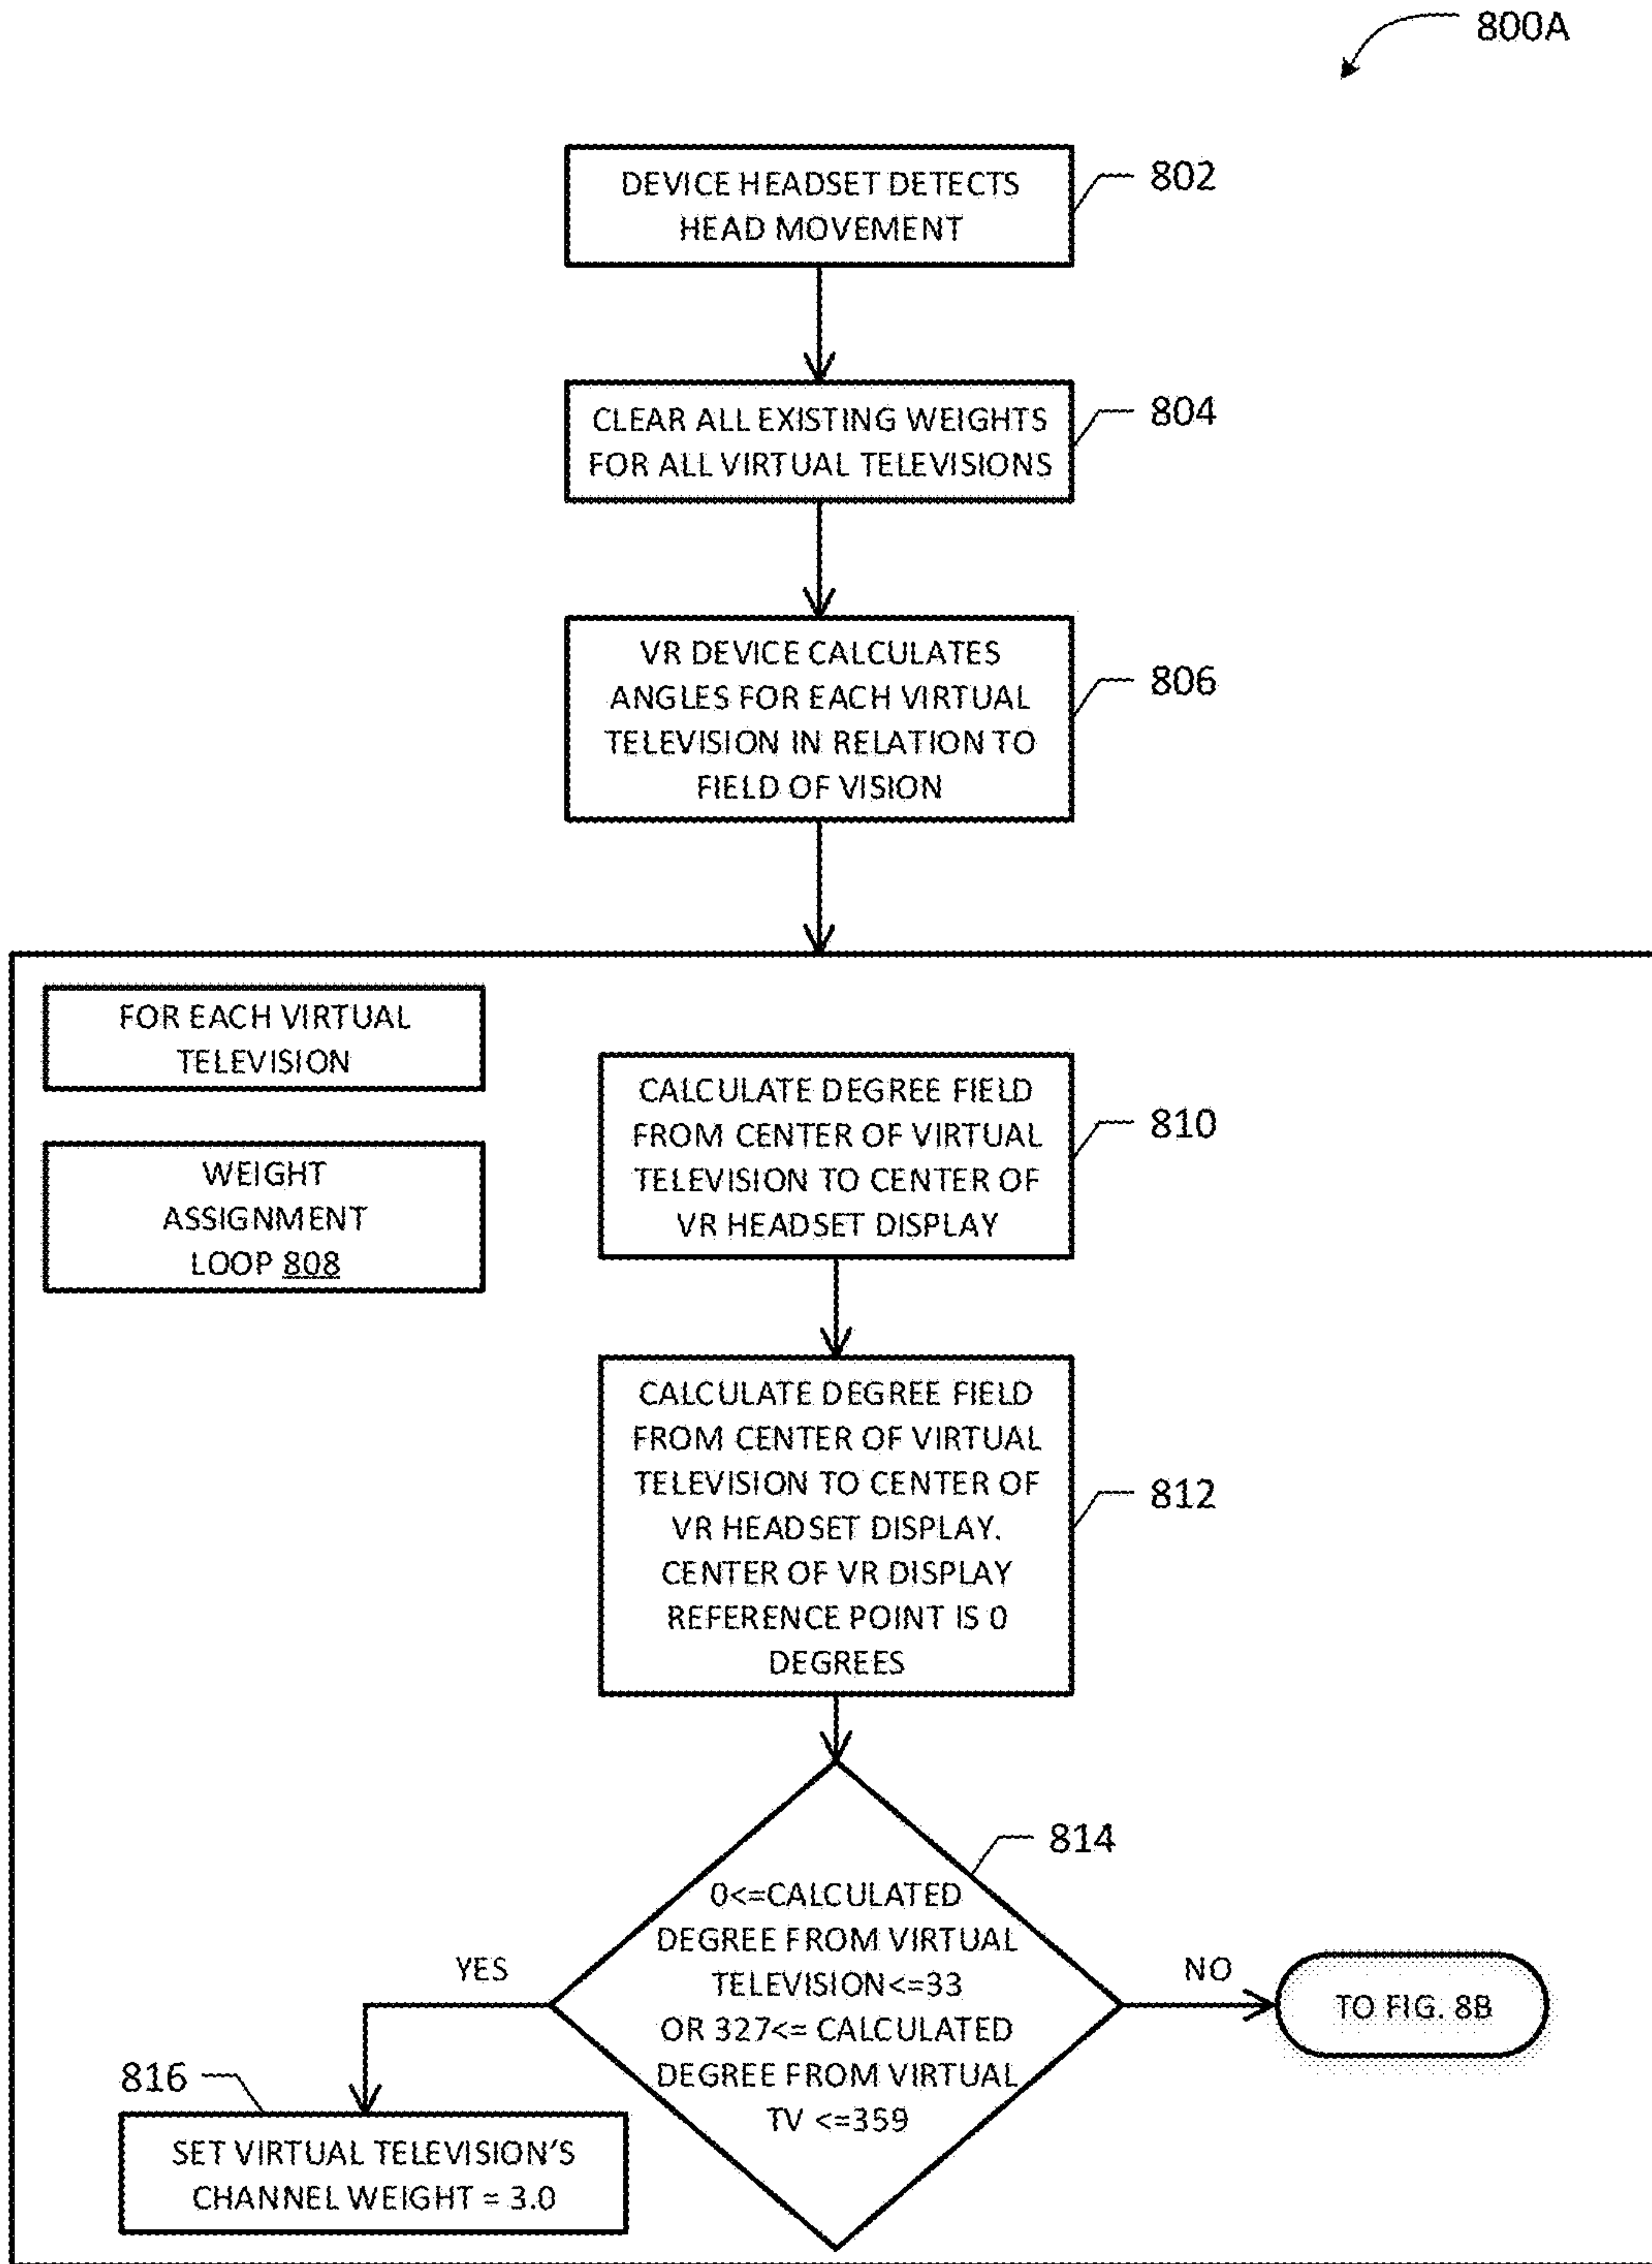 800A
DEVICE HEADSET DETECTS
HEAD MOVEMENT
802
CLEAR ALL EXISTING WEIGHTS
FOR ALL VIRTUAL TELEVISIONS
804
VR DEVICE CALCULATES
ANGLES FOR EACH VIRTUAL
TELEVISION IN RELATION TO
FIELD OF VISION
806
FOR EACH VIRTUAL
TELEVISION
WEIGHT
ASSIGNMENT
LOOP 808
CALCULATE DEGREE FIELD
FROM CENTER OF VIRTUAL
TELEVISION TO CENTER OF
VR HEADSET DISPLAY
810
CALCULATE DEGREE FIELD
FROM CENTER OF VIRTUAL
TELEVISION TO CENTER OF
VR HEADSET DISPLAY.
CENTER OF VR DISPLAY
REFERENCE POINT IS 0
DEGREES
812
814
0<=CALCULATED
DEGREE FROM VIRTUAL
TELEVISION<=33
OR 327<= CALCULATED
DEGREE FROM VIRTUAL
TV <=359
YES
NO
TO FIG. 8B
816
SET VIRTUAL TELEVISION'S
CHANNEL WEIGHT = 3.0